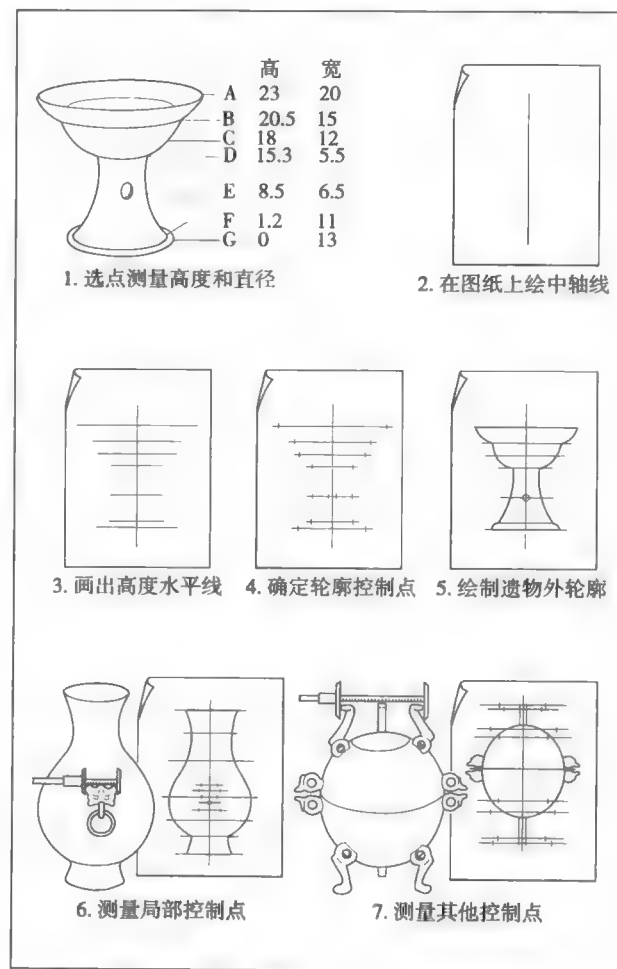 高 宽
A 23 20
B 20.5 15
C 18 12
D 15.3 5.5
E 8.5 6.5
F 1.2 11
G 0 13
1. 选点测量高度和直径
2. 在图纸上绘中轴线
3. 画出高度水平线
4. 确定轮廓控制点
5. 绘制遗物外轮廓
6. 测量局部控制点
7. 测量其他控制点